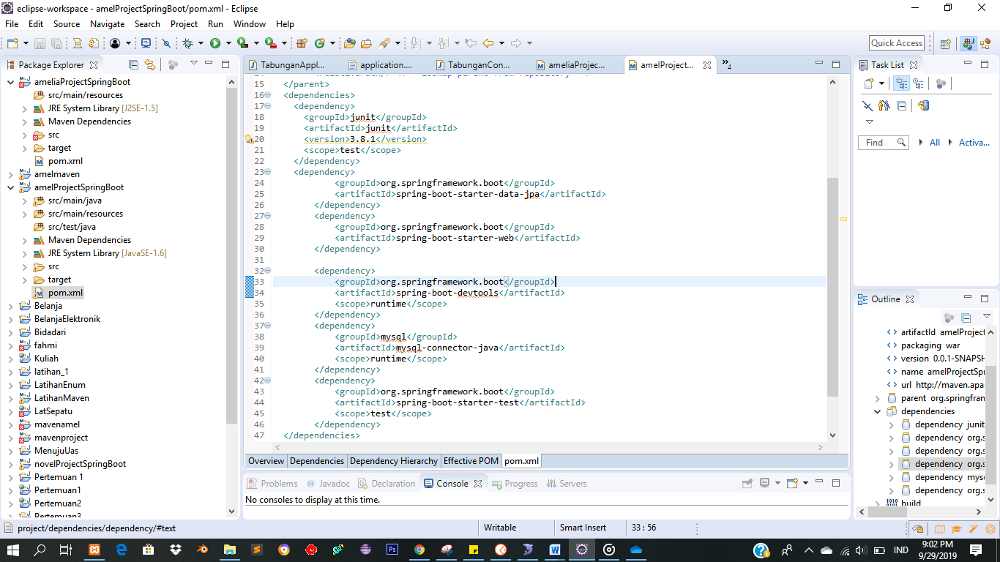 eclipse-workspace - amelProjectSpringBoot/pom.xml - Eclipse
File Edit Source Navigate Search Project Run Window Help
Quick Access
Package Explorer
ameliaProjectSpringBoot
src/main/resources
JRE System Library [J2SE-1.5]
Maven Dependencies
src
target
pom.xml
amelmaven
amelProjectSpringBoot
src/main/java
src/main/resources
src/test/java
Maven Dependencies
JRE System Library [JavaSE-1.6]
src
target
pom.xml
Belanja
BelanjaElektronik
Bidadari
fahmi
Kuliah
latihan_1
LatihanEnum
LatihanMaven
LatSepatu
mavenamel
mavenproject
MenujuUas
novelProjectSpringBoot
Pertemuan 1
Pertemuan1
Pertemuan2
Pertemuan3
TabunganAppl... application.... TabunganCon... ameliaProjec... amelProject... »4
15 </parent>
16 <dependencies>
17 <dependency>
18 <groupId>junit</groupId>
19 <artifactId>junit</artifactId>
20 <version>3.8.1</version>
21 <scope>test</scope>
22 </dependency>
23 <dependency>
24 <groupId>org.springframework.boot</groupId>
25 <artifactId>spring-boot-starter-data-jpa</artifactId>
26 </dependency>
27 <dependency>
28 <groupId>org.springframework.boot</groupId>
29 <artifactId>spring-boot-starter-web</artifactId>
30 </dependency>
31
32 <dependency>
33 <groupId>org.springframework.boot</groupId>
34 <artifactId>spring-boot-devtools</artifactId>
35 <scope>runtime</scope>
36 </dependency>
37 <dependency>
38 <groupId>mysql</groupId>
39 <artifactId>mysql-connector-java</artifactId>
40 <scope>runtime</scope>
41 </dependency>
42 <dependency>
43 <groupId>org.springframework.boot</groupId>
44 <artifactId>spring-boot-starter-test</artifactId>
45 <scope>test</scope>
46 </dependency>
47 </dependencies>
Overview Dependencies Dependency Hierarchy Effective POM pom.xml
Problems Javadoc Declaration Console Progress Servers
No consoles to display at this time.
Task List
Find All Activa...
Outline
artifactId amelProject
packaging war
version 0.0.1-SNAPSH
name amelProjectSpr
url http://maven.apa
parent org.springfran
dependencies
dependency junit
dependency org.s
dependency org.s
dependency org.s
dependency mysc
dependency org.s
build
project/dependencies/dependency/#text Writable Smart Insert 33 : 56
IND 9:02 PM
9/29/2019